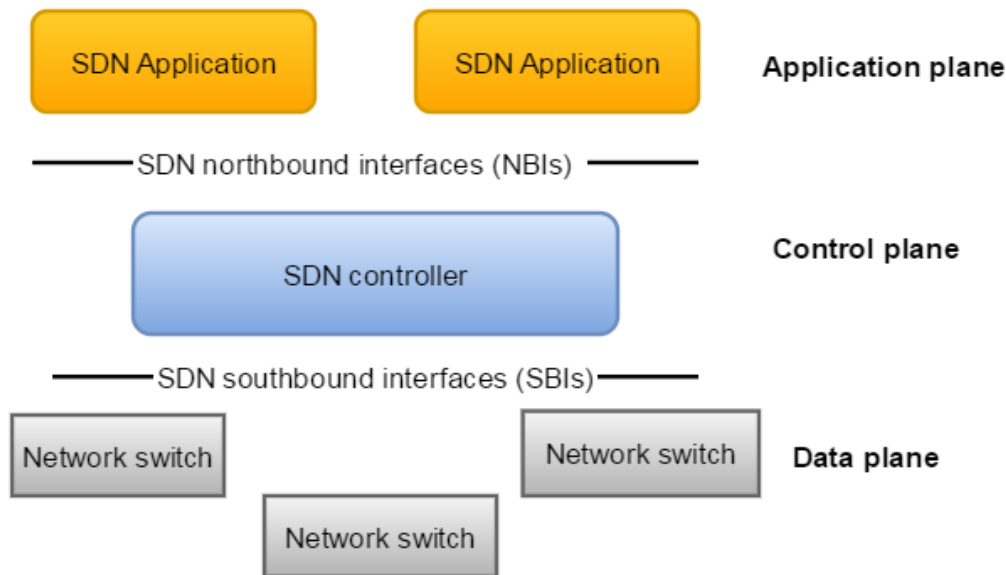 SDN Application
SDN Application
Application plane
SDN northbound interfaces (NBIs)
SDN controller
Control plane
SDN southbound interfaces (SBIs)
Network switch
Network switch
Data plane
Network switch